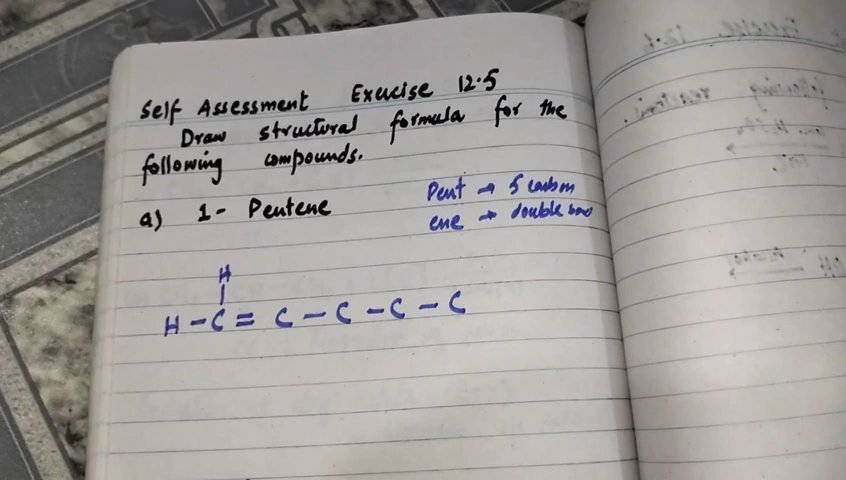 Self Assessment Exercise 12.5
Draw structural formula for the
following compounds.
a) 1- Pentene
Pent → 5 carbon
ene → double
H
|
H - C = C - C - C - C